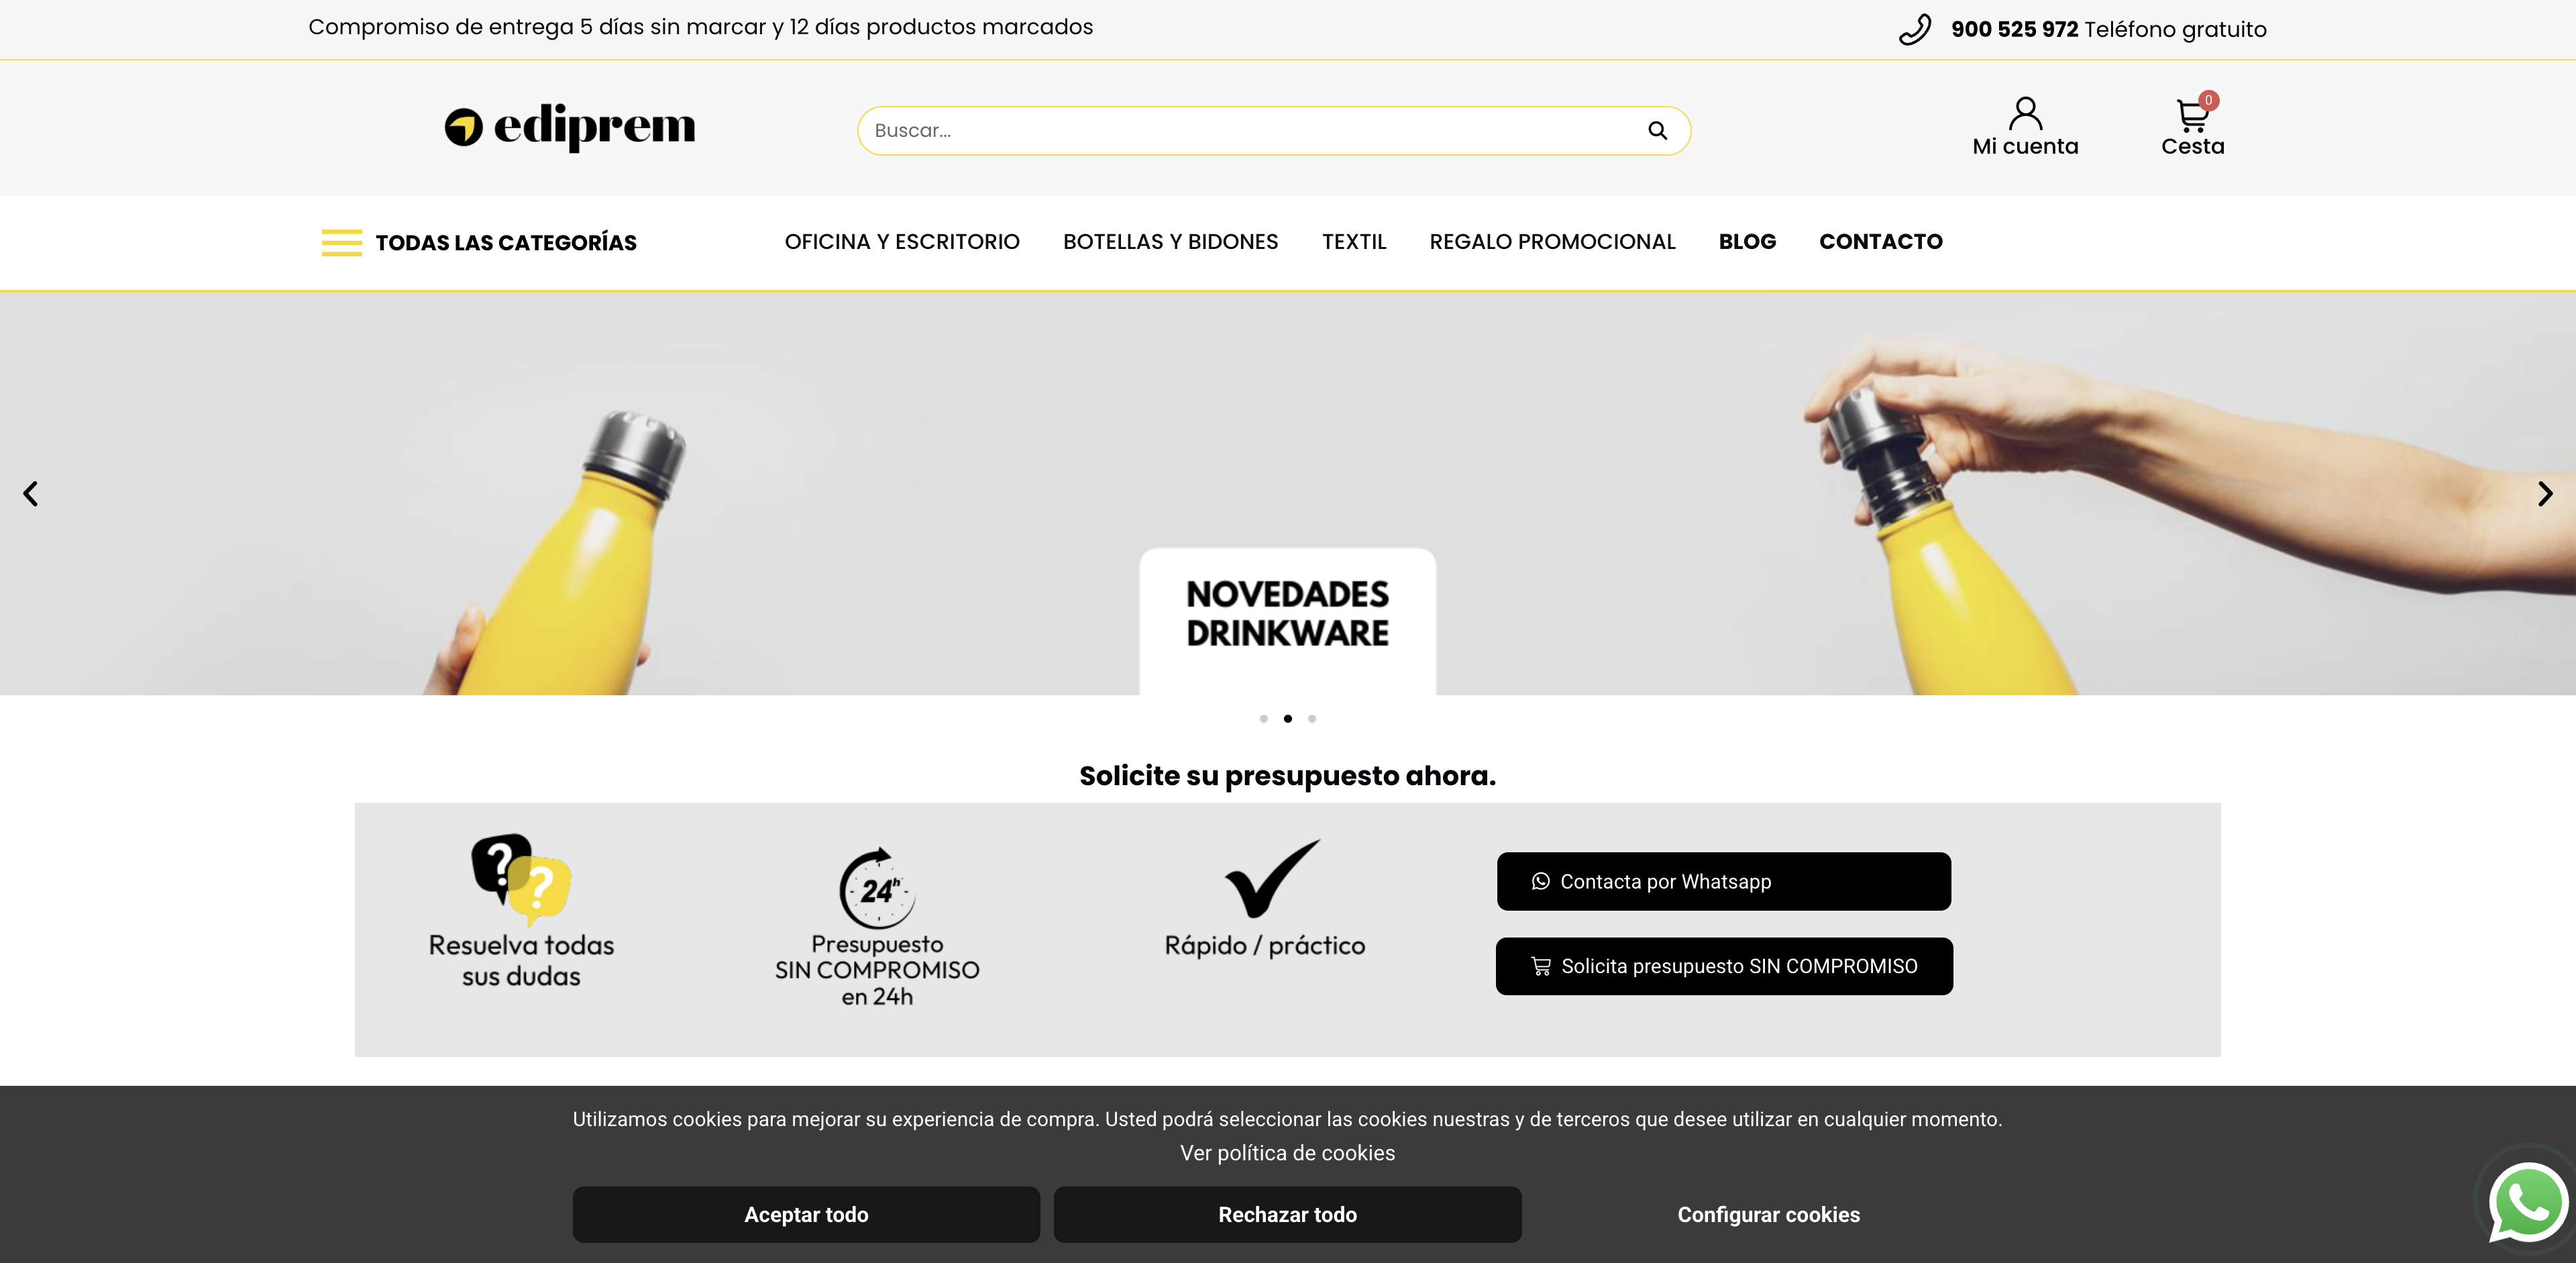 Compromiso de entrega 5 días sin marcar y 12 días productos marcados
900 525 972 Teléfono gratuito
ediprem
Buscar...
0
Mi cuenta
Cesta
TODAS LAS CATEGORÍAS
OFICINA Y ESCRITORIO
BOTELLAS Y BIDONES
TEXTIL
REGALO PROMOCIONAL
BLOG
CONTACTO
NOVEDADES
DRINKWARE
Solicite su presupuesto ahora.
? ?
Resuelva todas
sus dudas
24h
Presupuesto
SIN COMPROMISO
en 24h
Rápido / práctico
Contacta por Whatsapp
Solicita presupuesto SIN COMPROMISO
Utilizamos cookies para mejorar su experiencia de compra. Usted podrá seleccionar las cookies nuestras y de terceros que desee utilizar en cualquier momento.
Ver política de cookies
Aceptar todo
Rechazar todo
Configurar cookies